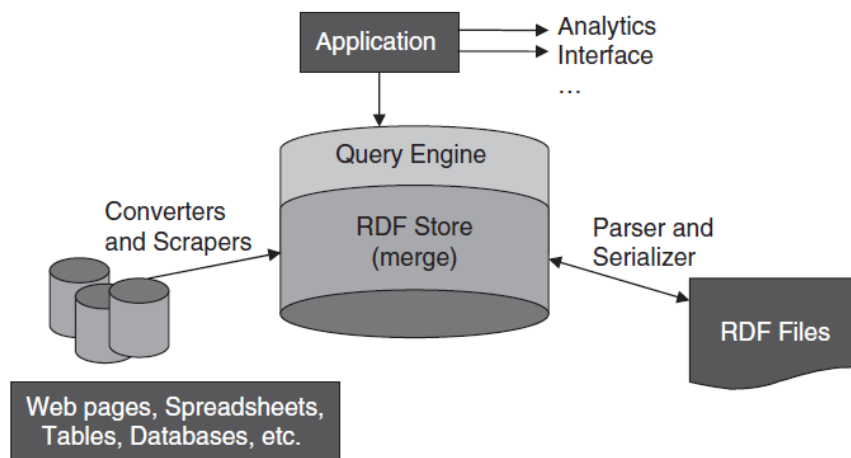 Application
Analytics
Interface
...
Query Engine
RDF Store
(merge)
Converters
and Scrapers
Parser and
Serializer
RDF Files
Web pages, Spreadsheets,
Tables, Databases, etc.